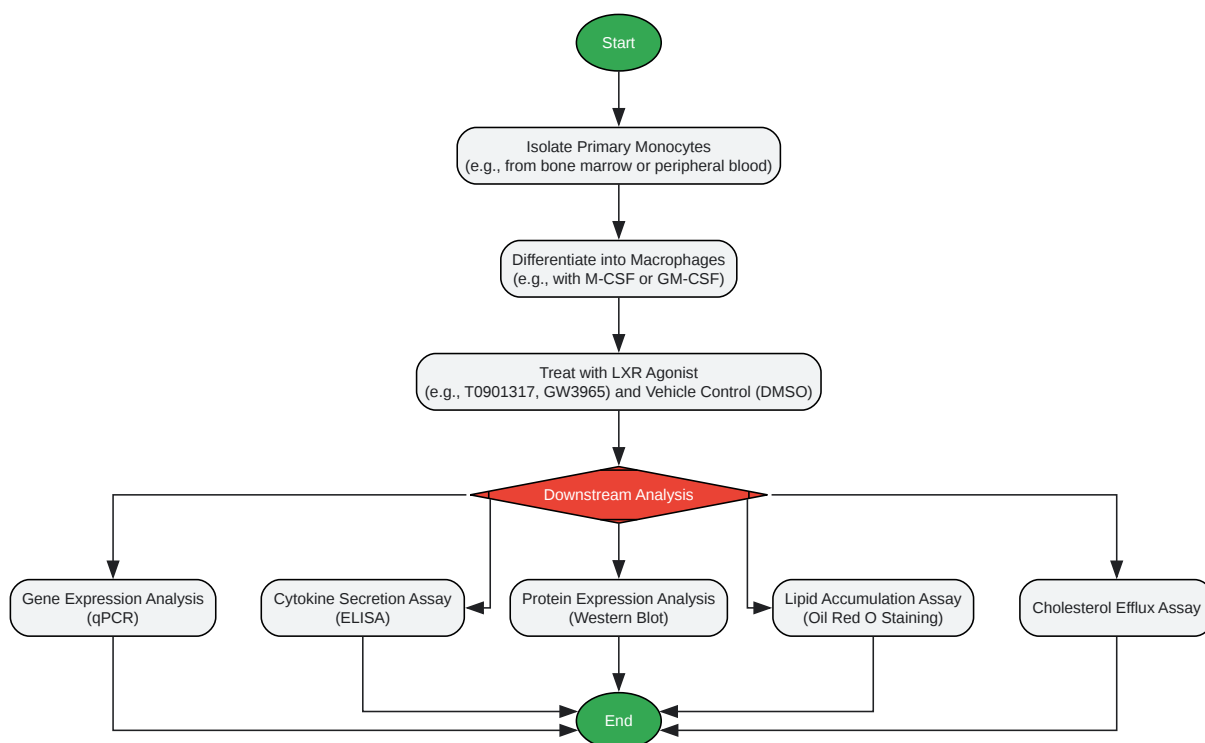 Start
Isolate Primary Monocytes
(e.g., from bone marrow or peripheral blood)
Differentiate into Macrophages
(e.g., with M-CSF or GM-CSF)
Treat with LXR Agonist
(e.g., T0901317, GW3965) and Vehicle Control (DMSO)
Downstream Analysis
Gene Expression Analysis
(qPCR)
Cytokine Secretion Assay
(ELISA)
Protein Expression Analysis
(Western Blot)
Lipid Accumulation Assay
(Oil Red O Staining)
Cholesterol Efflux Assay
End